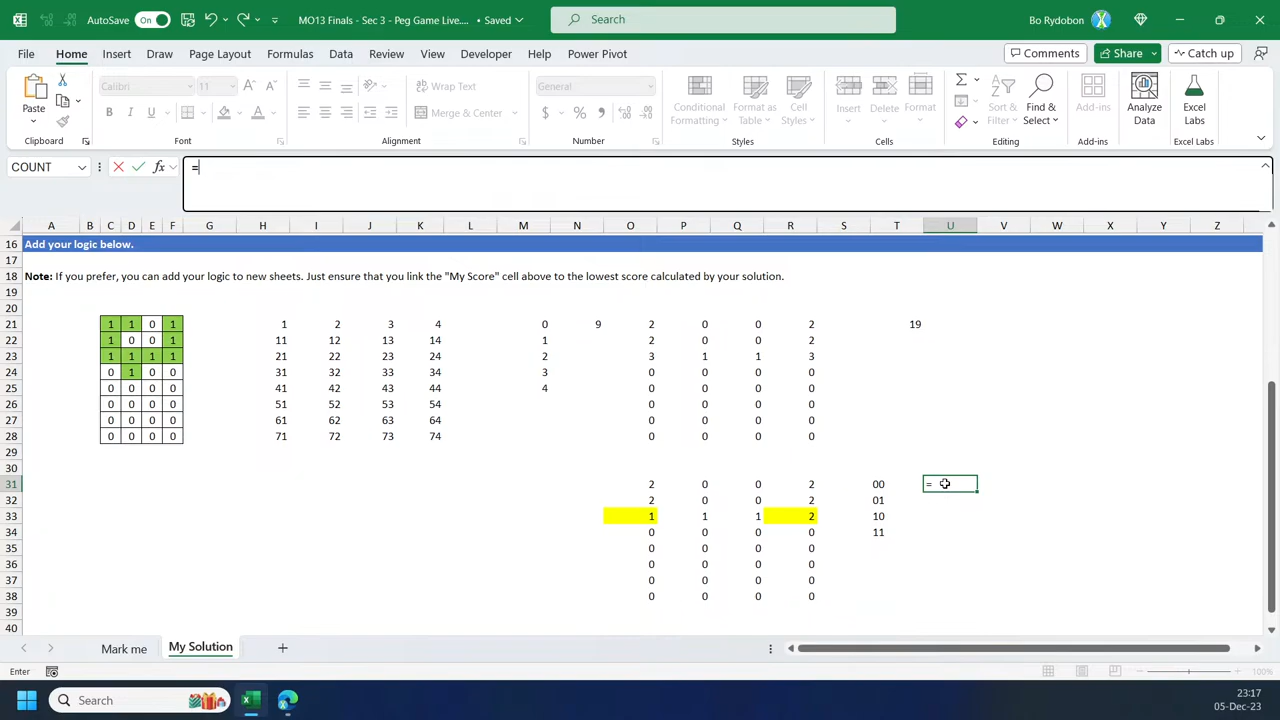 AutoSave On MO13 Finals - Sec 3 - Peg Game Live.... • Saved Search Bo Rydobon
File Home Insert Draw Page Layout Formulas Data Review View Developer Help Power Pivot Comments Share Catch up
Calibri 11 Wrap Text General
Paste B I U Merge & Center $ % Conditional Formatting Format as Table Cell Styles Insert Delete Format Sort & Filter Find & Select Add-ins Analyze Data Excel Labs
Clipboard Font Alignment Number Styles Cells Editing Add-ins Excel Labs
COUNT fx =
A B C D E F G H I J K L M N O P Q R S T U V W X Y Z
16 Add your logic below.
17
18 Note: If you prefer, you can add your logic to new sheets. Just ensure that you link the "My Score" cell above to the lowest score calculated by your solution.
19
20
21 1 1 0 1 1 2 3 4 0 9 2 0 0 2 19
22 1 0 0 1 11 12 13 14 1 2 0 0 2
23 1 1 1 1 21 22 23 24 2 3 1 1 3
24 0 1 0 0 31 32 33 34 3 0 0 0 0
25 0 0 0 0 41 42 43 44 4 0 0 0 0
26 0 0 0 0 51 52 53 54 0 0 0 0
27 0 0 0 0 61 62 63 64 0 0 0 0
28 0 0 0 0 71 72 73 74 0 0 0 0
29
30
31 2 0 0 2 00 =
32 2 0 0 2 01
33 1 1 1 2 10
34 0 0 0 0 11
35 0 0 0 0
36 0 0 0 0
37 0 0 0 0
38 0 0 0 0
39
40
Mark me My Solution
Enter 100%
Search 23:17
05-Dec-23